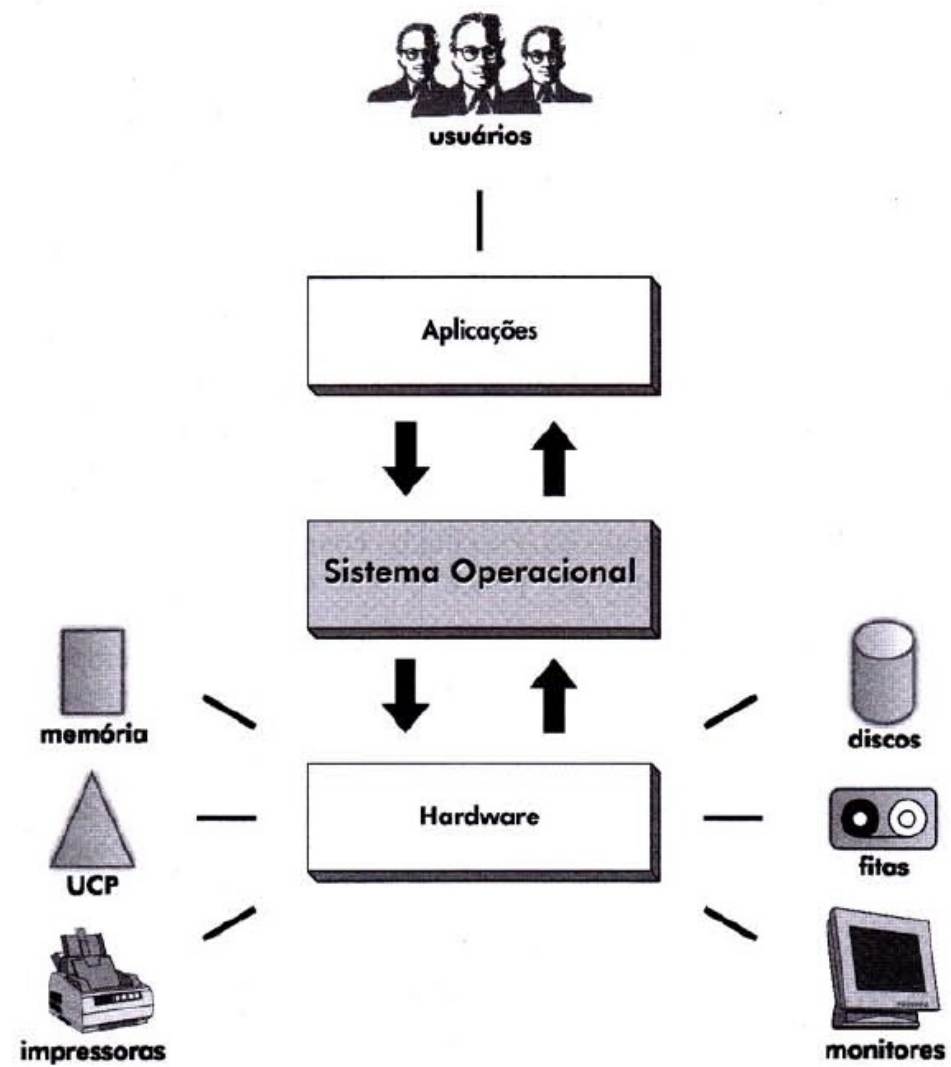 usuários
Aplicações
Sistema Operacional
memória
discos
Hardware
UCP
fitas
impressoras
monitores